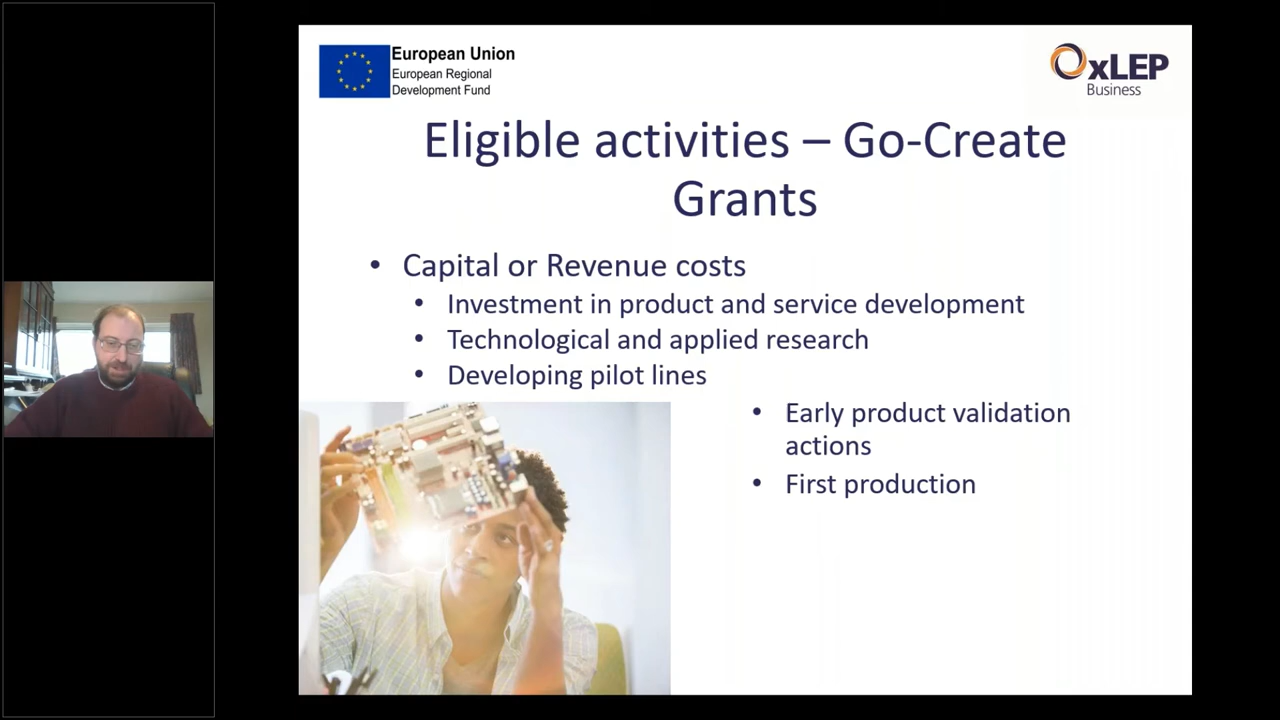 European Union
European Regional
Development Fund
OxLEP
Business
Eligible activities – Go-Create
Grants
• Capital or Revenue costs
• Investment in product and service development
• Technological and applied research
• Developing pilot lines
• Early product validation
actions
• First production